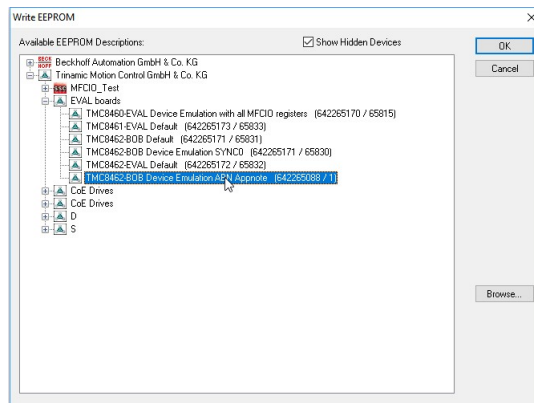 Write EEPROM
Available EEPROM Descriptions:
Show Hidden Devices
OK
Cancel
BECK
HOFF
Beckhoff Automation GmbH & Co. KG
Trinamic Motion Control GmbH & Co. KG
MFCIO_Test
EVAL boards
TMC8460-EVAL Device Emulation with all MFCIO registers (642265170 / 65815)
TMC8461-EVAL Default (642265173 / 65833)
TMC8462-BOB Default (642265171 / 65831)
TMC8462-BOB Device Emulation SYNC0 (642265171 / 65830)
TMC8462-EVAL Default (642265172 / 65832)
TMC8462-BOB Device Emulation ABN Appnote (642265088 / 1)
CoE Drives
CoE Drives
D
S
Browse...